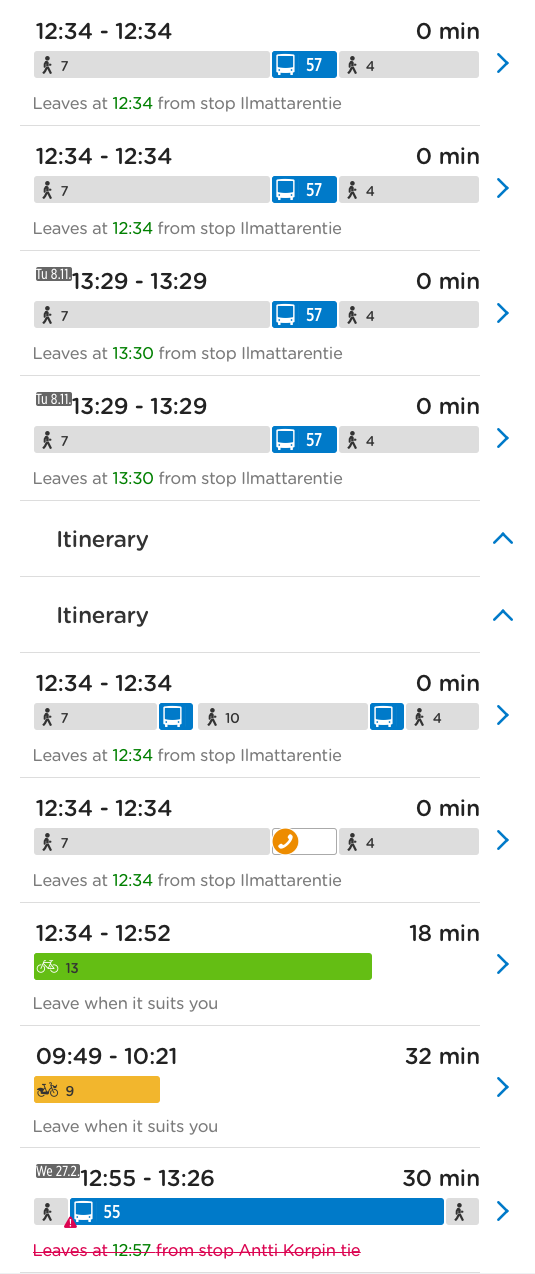 12:34 - 12:34 0 min
7 57 4
Leaves at 12:34 from stop Ilmattarentie
12:34 - 12:34 0 min
7 57 4
Leaves at 12:34 from stop Ilmattarentie
Tu 8.11. 13:29 - 13:29 0 min
7 57 4
Leaves at 13:30 from stop Ilmattarentie
Tu 8.11. 13:29 - 13:29 0 min
7 57 4
Leaves at 13:30 from stop Ilmattarentie
Itinerary
Itinerary
12:34 - 12:34 0 min
7 10 4
Leaves at 12:34 from stop Ilmattarentie
12:34 - 12:34 0 min
7 4
Leaves at 12:34 from stop Ilmattarentie
12:34 - 12:52 18 min
13
Leave when it suits you
09:49 - 10:21 32 min
9
Leave when it suits you
We 27.2. 12:55 - 13:26 30 min
55
Leaves at 12:57 from stop Antti Korpin tie